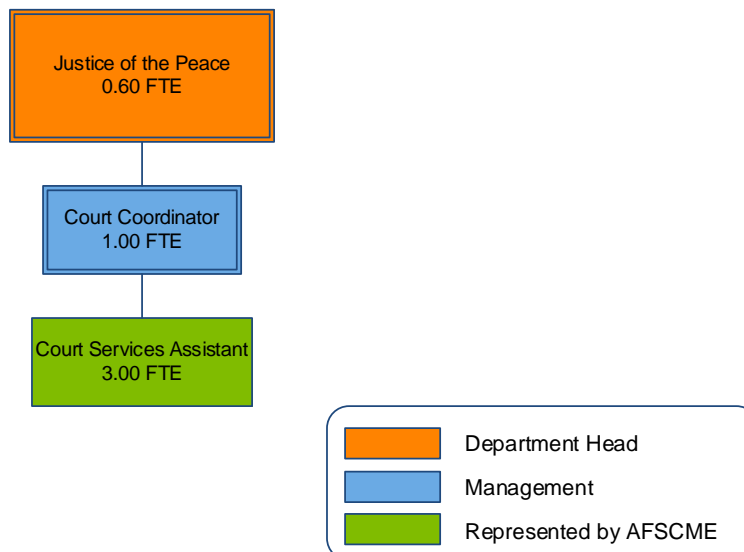 Justice of the Peace
0.60 FTE
Court Coordinator
1.00 FTE
Court Services Assistant
3.00 FTE
Department Head
Management
Represented by AFSCME